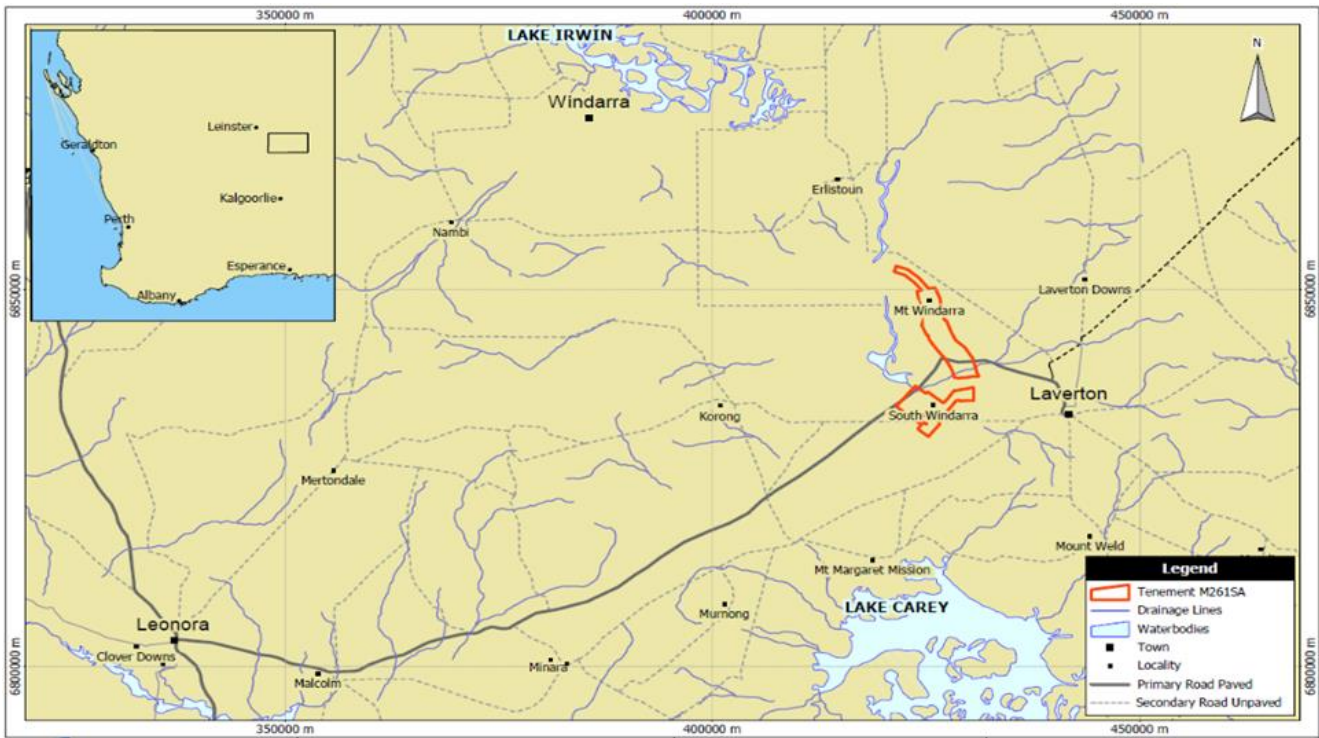 350000 m
400000 m
450000 m
LAKE IRWIN
N
Windarra
Leinster
Geraldton
Kalgoorlie
Perth
Esperance
Albany
Erlistoun
Nambi
6850000 m
6850000 m
Laverton Downs
Mt Windarra
Laverton
Korong
South Windarra
Mertondale
Mount Weld
Mt Margaret Mission
LAKE CAREY
Murnong
Leonora
Clover Downs
Minara
Malcolm
6800000 m
6800000 m
Legend
Tenement M261SA
Drainage Lines
Waterbodies
Town
Locality
Primary Road Paved
Secondary Road Unpaved
350000 m
400000 m
450000 m